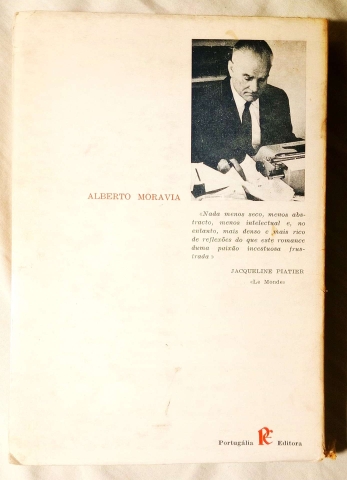 ALBERTO MORAVIA
«Nada menos seco, menos abs-
tracto, menos intelectual e, no
entanto, mais denso e mais rico
de reflexões do que este romance
duma paixão incestuosa frus-
trada»
JACQUELINE PIATIER
«Le Monde»
Portugália PE Editora